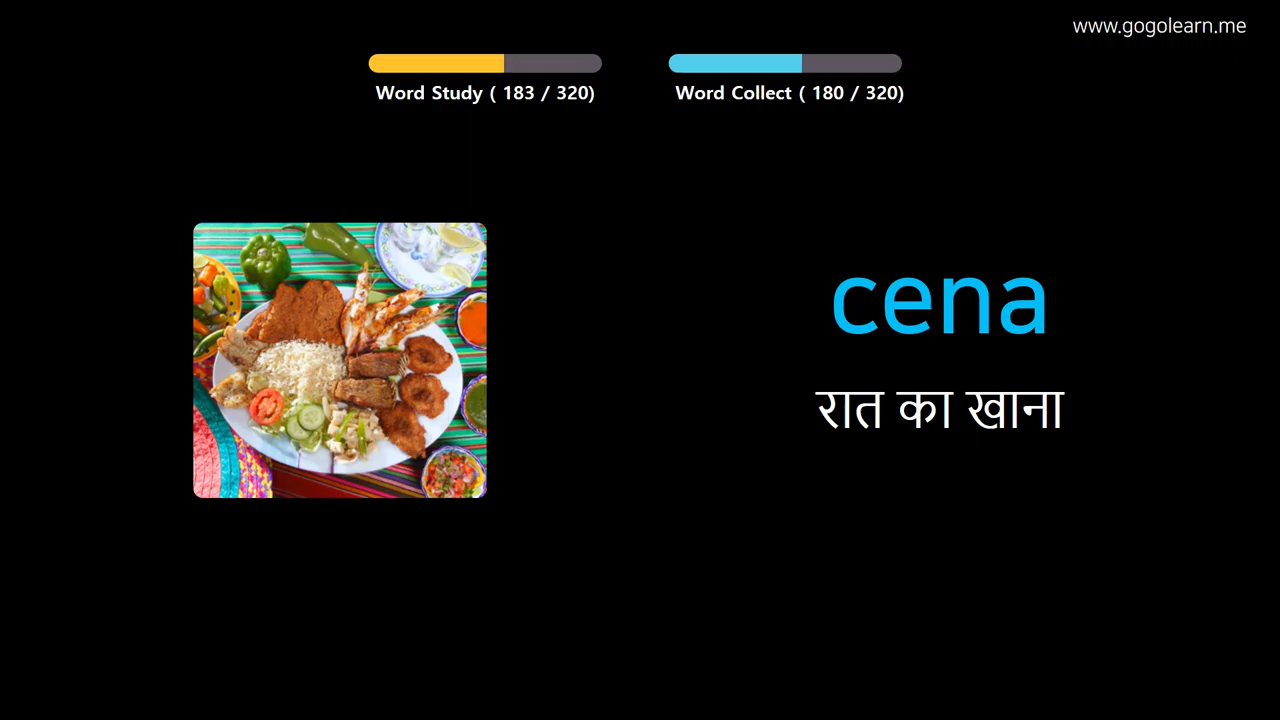 www.gogolearn.me
Word Study ( 183 / 320)
Word Collect ( 180 / 320)
cena
रात का खाना